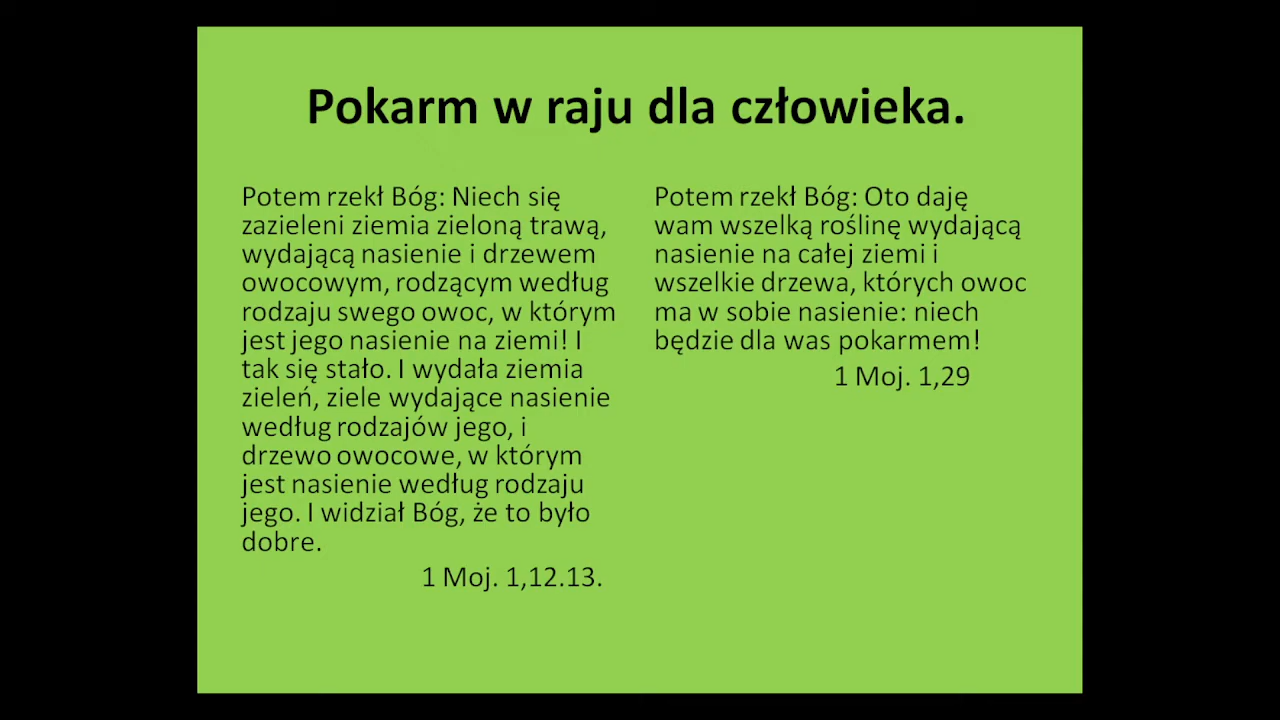 Pokarm w raju dla człowieka.
Potem rzekł Bóg: Niech się
zazieleni ziemia zieloną trawą,
wydającą nasienie i drzewem
owocowym, rodzącym według
rodzaju swego owoc, w którym
jest jego nasienie na ziemi! I
tak się stało. I wydała ziemia
zieleń, ziele wydające nasienie
według rodzajów jego, i
drzewo owocowe, w którym
jest nasienie według rodzaju
jego. I widział Bóg, że to było
dobre.
1 Moj. 1,12.13.
Potem rzekł Bóg: Oto daję
wam wszelką roślinę wydającą
nasienie na całej ziemi i
wszelkie drzewa, których owoc
ma w sobie nasienie: niech
będzie dla was pokarmem!
1 Moj. 1,29